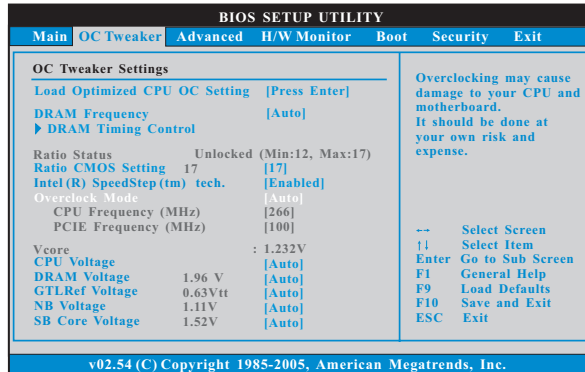 BIOS SETUP UTILITY
Main OC Tweaker Advanced H/W Monitor Boot Security Exit
OC Tweaker Settings
Load Optimized CPU OC Setting [Press Enter]
DRAM Frequency [Auto]
DRAM Timing Control
Ratio Status Unlocked (Min:12, Max:17)
Ratio CMOS Setting 17 [17]
Intel(R) SpeedStep(tm) tech. [Enabled]
Overclock Mode [Auto]
CPU Frequency (MHz) [266]
PCIE Frequency (MHz) [100]
Vcore : 1.232V
CPU Voltage [Auto]
DRAM Voltage 1.96 V [Auto]
GTLRef Voltage 0.63Vtt [Auto]
NB Voltage 1.11V [Auto]
SB Core Voltage 1.52V [Auto]
Overclocking may cause
damage to your CPU and
motherboard.
It should be done at
your own risk and
expense.
←→ Select Screen
↑↓ Select Item
Enter Go to Sub Screen
F1 General Help
F9 Load Defaults
F10 Save and Exit
ESC Exit
v02.54 (C) Copyright 1985-2005, American Megatrends, Inc.